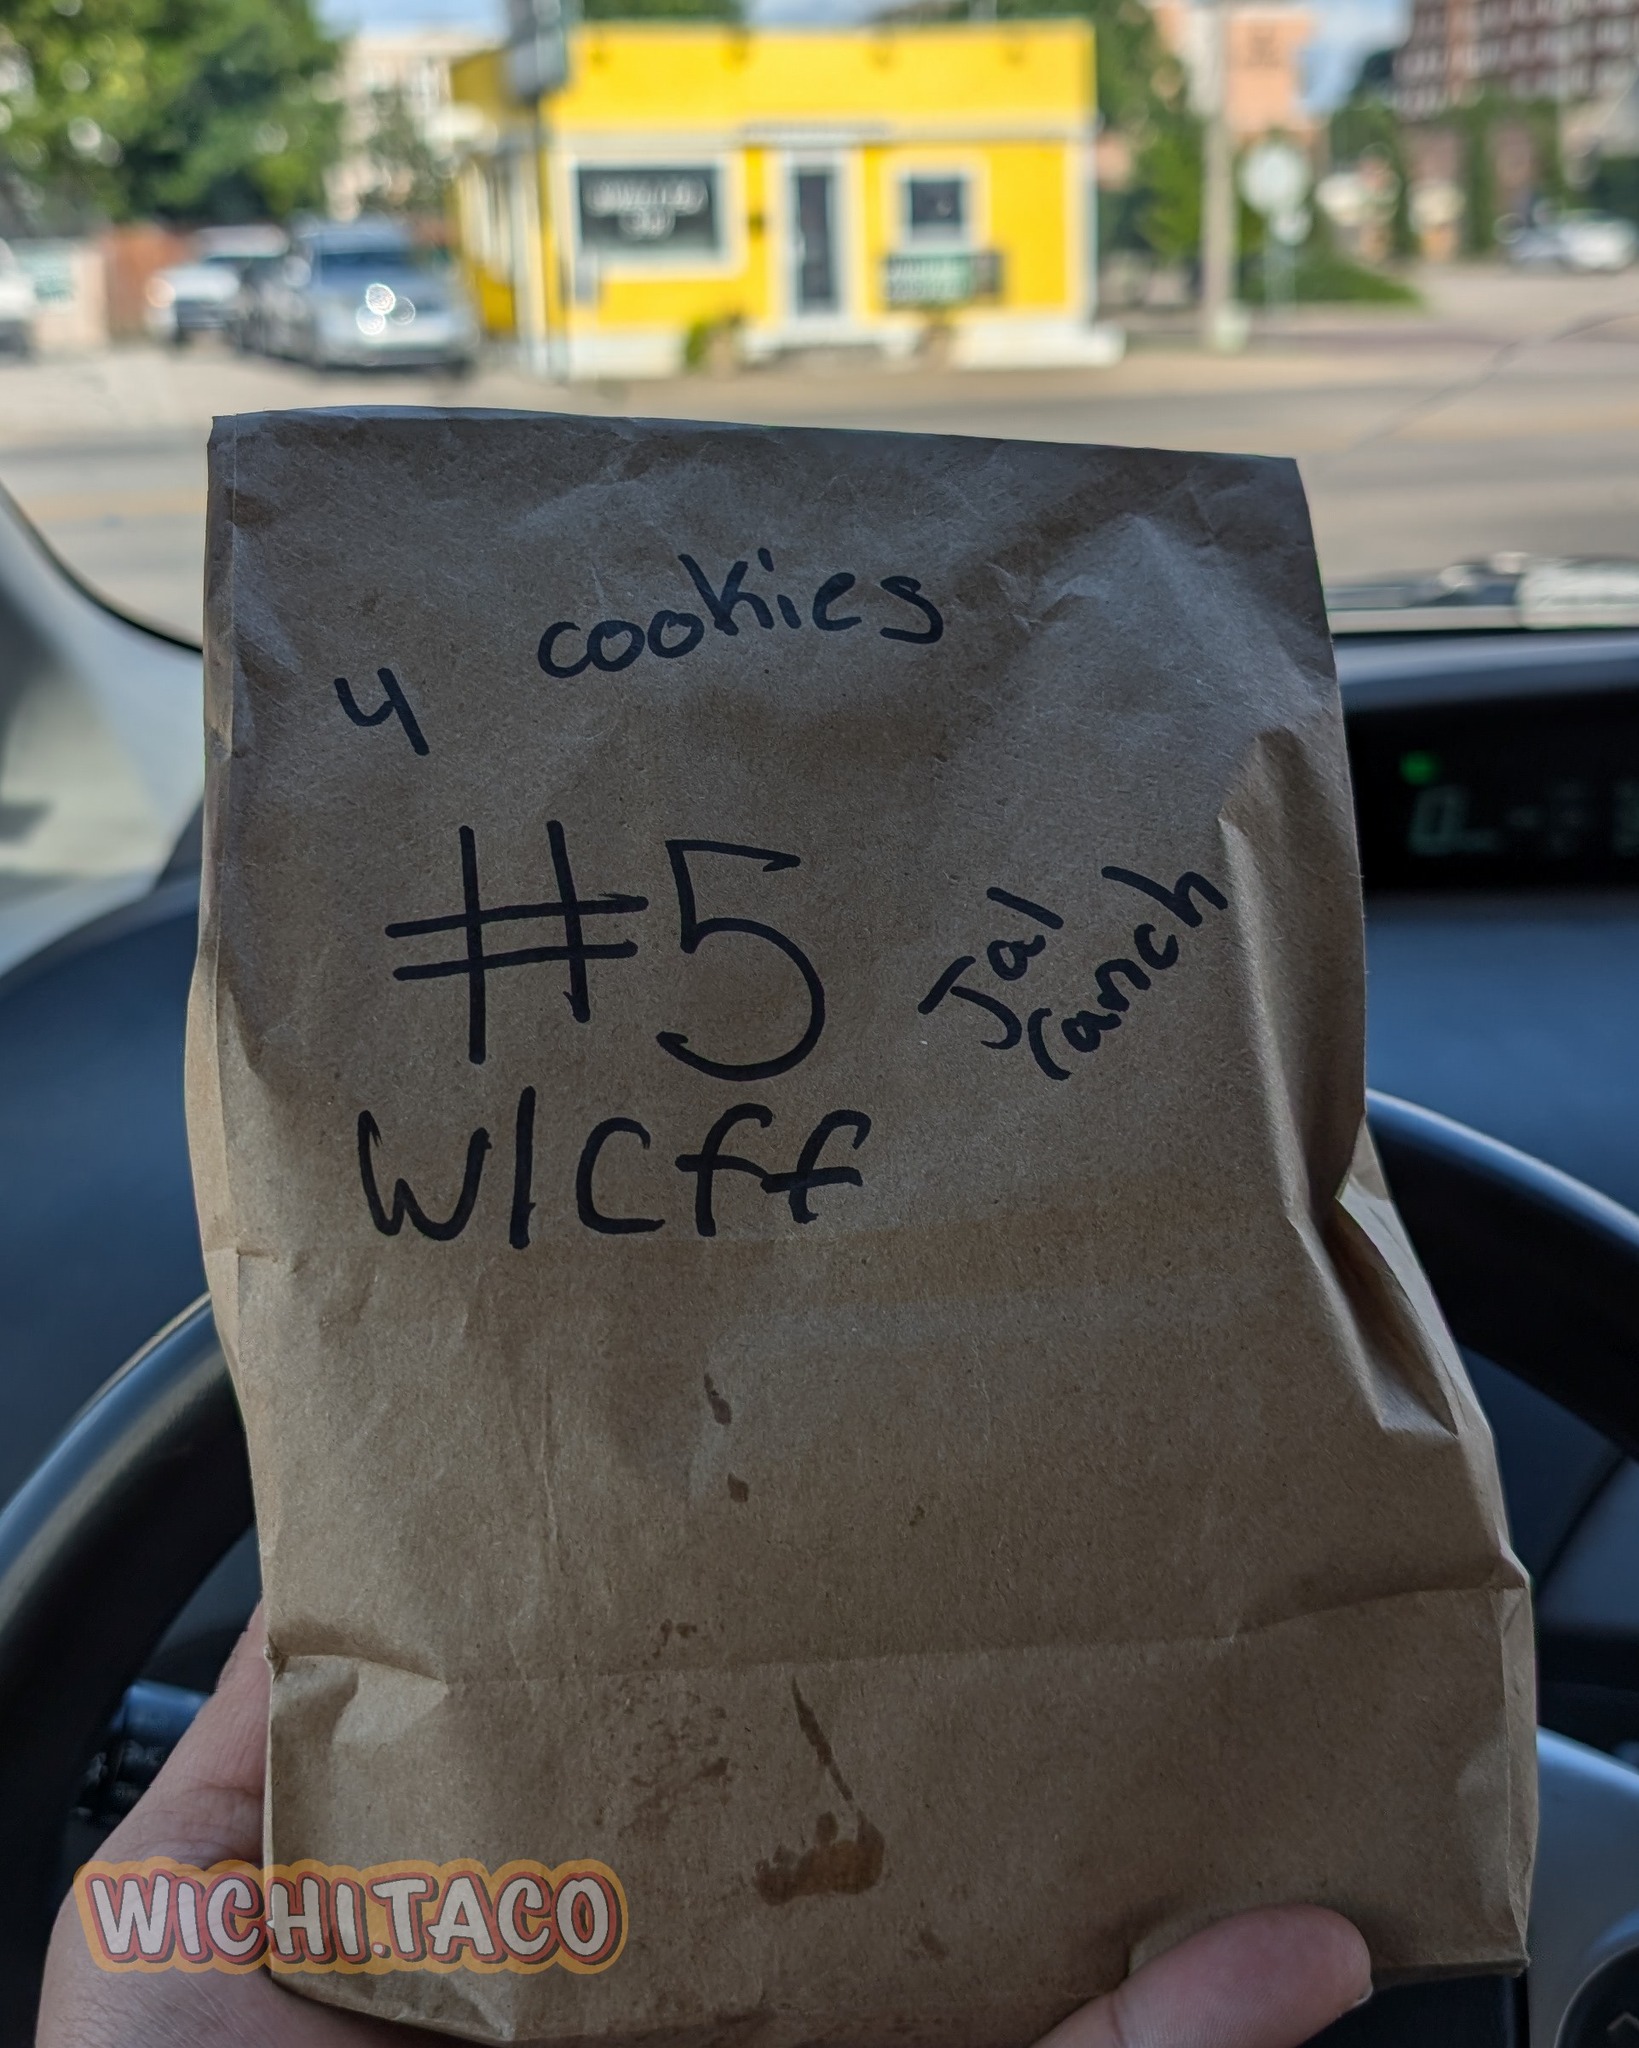 4 cookies
#5
Jal
ranch
W/Cff
WICHI.TACO